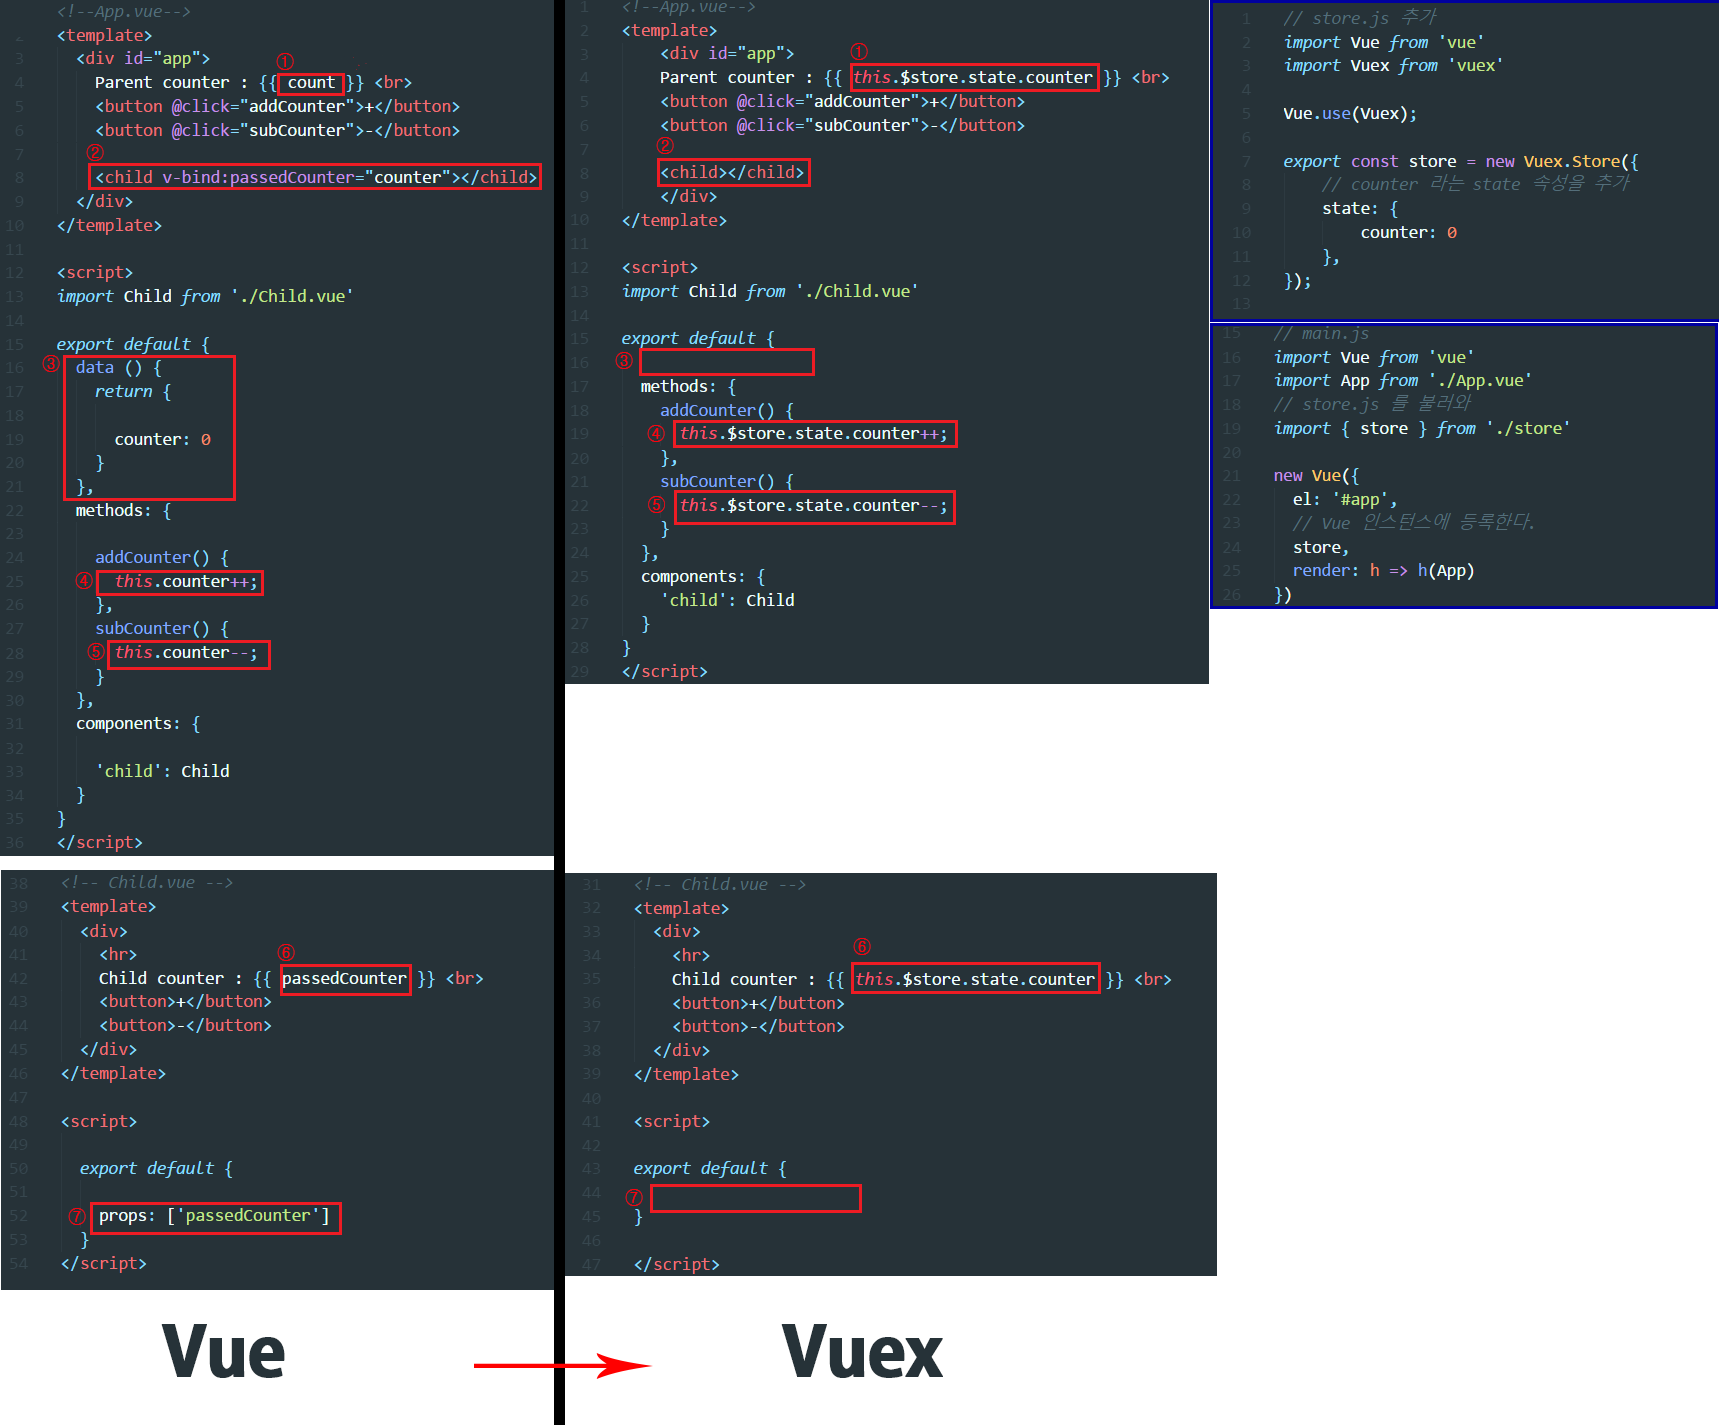 <!--App.vue-->
2 <template>
3 <div id="app">
①
4 Parent counter : {{ count }} <br>
5 <button @click="addCounter">+</button>
6 <button @click="subCounter">-</button>
7 ②
8 <child v-bind:passedCounter="counter"></child>
9 </div>
10 </template>
11
12 <script>
13 import Child from './Child.vue'
14
15 export default {
16 ③ data () {
17 return {
18
19 counter: 0
20 }
21 },
22 methods: {
23
24 addCounter() {
25 ④ this.counter++;
26 },
27 subCounter() {
28 ⑤ this.counter--;
29 }
30 },
31 components: {
32
33 'child': Child
34 }
35 }
36 </script>
38 <!-- Child.vue -->
39 <template>
40 <div>
41 <hr> ⑥
42 Child counter : {{ passedCounter }} <br>
43 <button>+</button>
44 <button>-</button>
45 </div>
46 </template>
47
48 <script>
49
50 export default {
51
52 ⑦ props: ['passedCounter']
53 }
54 </script>
Vue
1 <!--App.vue-->
2 <template>
3 <div id="app"> ①
4 Parent counter : {{ this.$store.state.counter }} <br>
5 <button @click="addCounter">+</button>
6 <button @click="subCounter">-</button>
7 ②
8 <child></child>
9 </div>
10 </template>
11
12 <script>
13 import Child from './Child.vue'
14
15 export default {
16 ③
17 methods: {
18 addCounter() {
19 ④ this.$store.state.counter++;
20 },
21 subCounter() {
22 ⑤ this.$store.state.counter--;
23 }
24 },
25 components: {
26 'child': Child
27 }
28 }
29 </script>
31 <!-- Child.vue -->
32 <template>
33 <div>
34 <hr> ⑥
35 Child counter : {{ this.$store.state.counter }} <br>
36 <button>+</button>
37 <button>-</button>
38 </div>
39 </template>
40
41 <script>
42
43 export default {
44 ⑦
45 }
46
47 </script>
Vuex
1 // store.js 추가
2 import Vue from 'vue'
3 import Vuex from 'vuex'
4
5 Vue.use(Vuex);
6
7 export const store = new Vuex.Store({
8 // counter 라는 state 속성을 추가
9 state: {
10 counter: 0
11 },
12 });
13
15 // main.js
16 import Vue from 'vue'
17 import App from './App.vue'
18 // store.js 를 불러와
19 import { store } from './store'
20
21 new Vue({
22 el: '#app',
23 // Vue 인스턴스에 등록한다.
24 store,
25 render: h => h(App)
26 })